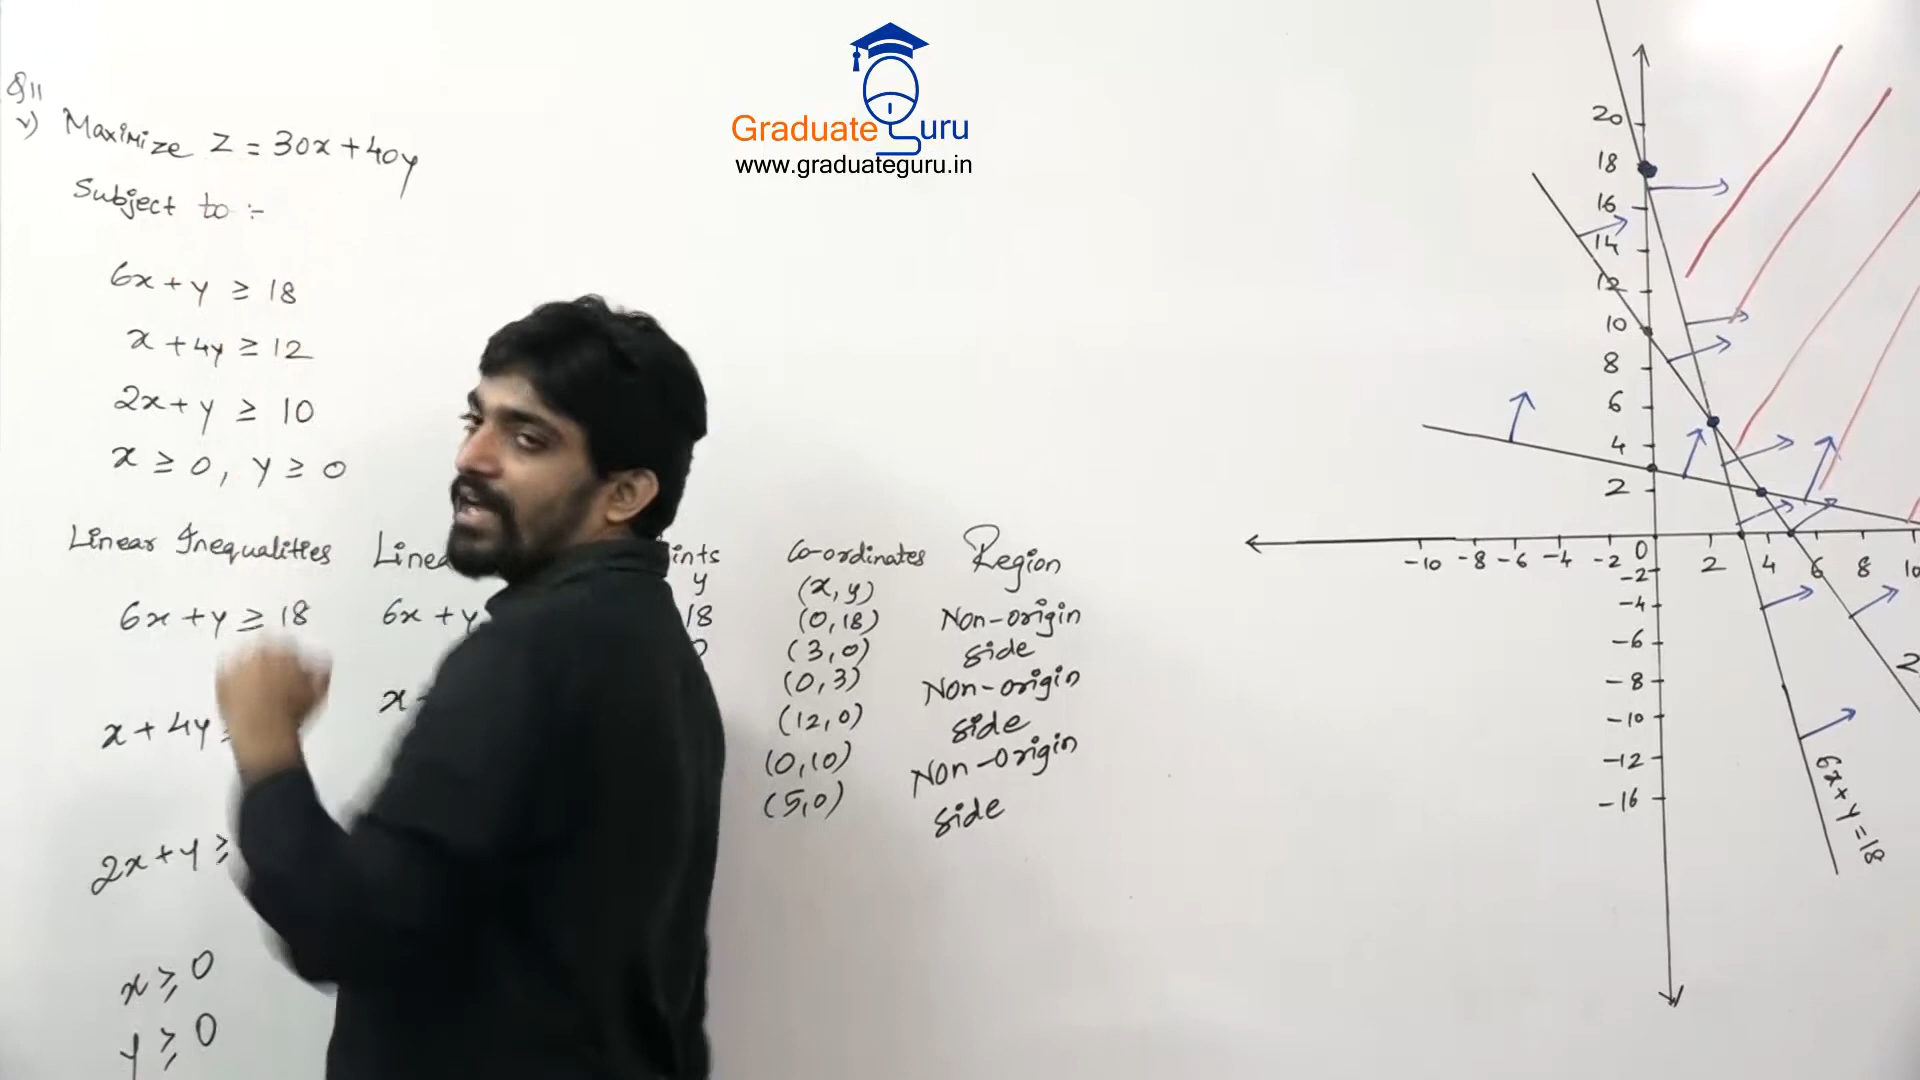 Graduate Guru
www.graduateguru.in
Q11
v) Maximize Z = 30x + 40y
Subject to :-
6x + y ≥ 18
x + 4y ≥ 12
2x + y ≥ 10
x ≥ 0, y ≥ 0
Linear Inequalities
6x + y ≥ 18
x + 4y
2x + y ≥
x ≥ 0
y ≥ 0
6x + y
x
y
18
Co-ordinates
(x, y)
(0, 18)
(3, 0)
(0, 3)
(12, 0)
(0, 10)
(5, 0)
Region
Non-origin
side
Non-origin
side
Non-origin
side
20
18
16
14
12
10
8
6
4
2
-10 -8 -6 -4 -2 0 2 4 6 8 10
-2
-4
-6
-8
-10
-12
-16
6x + y = 18
2